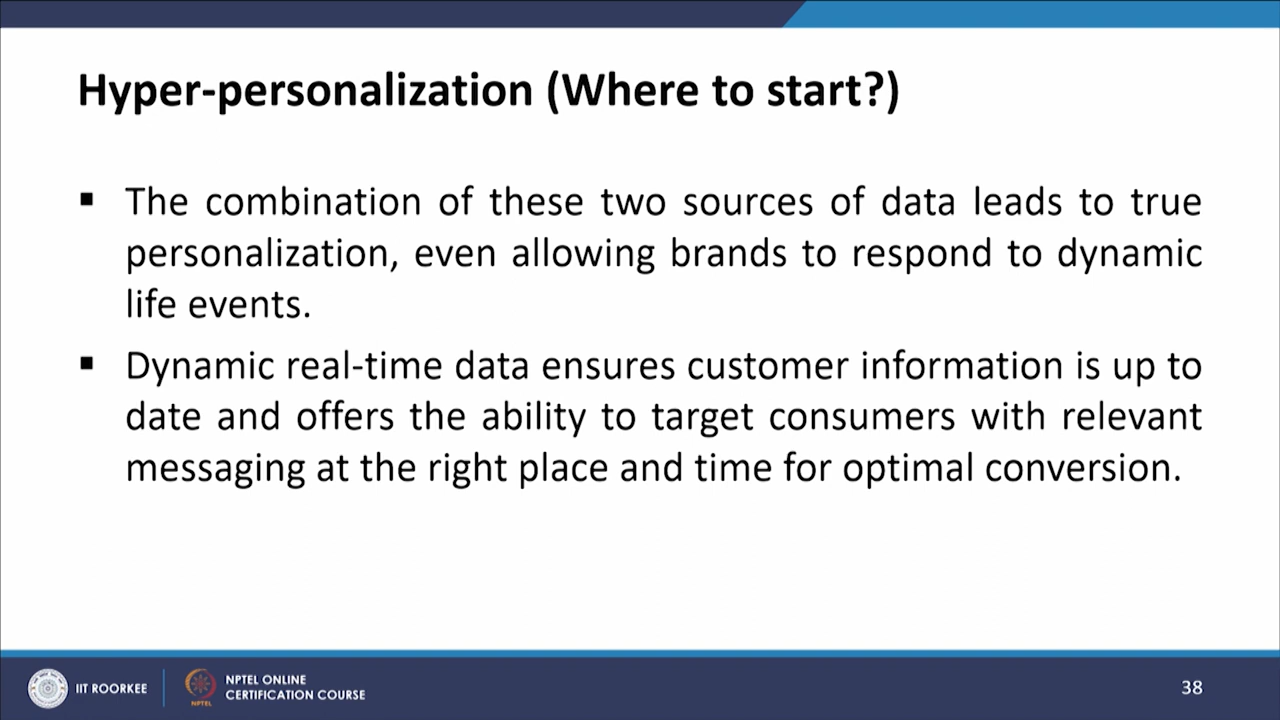 Hyper-personalization (Where to start?)
▪ The combination of these two sources of data leads to true
personalization, even allowing brands to respond to dynamic
life events.
▪ Dynamic real-time data ensures customer information is up to
date and offers the ability to target consumers with relevant
messaging at the right place and time for optimal conversion.
IIT ROORKEE
NPTEL
NPTEL ONLINE
CERTIFICATION COURSE
38